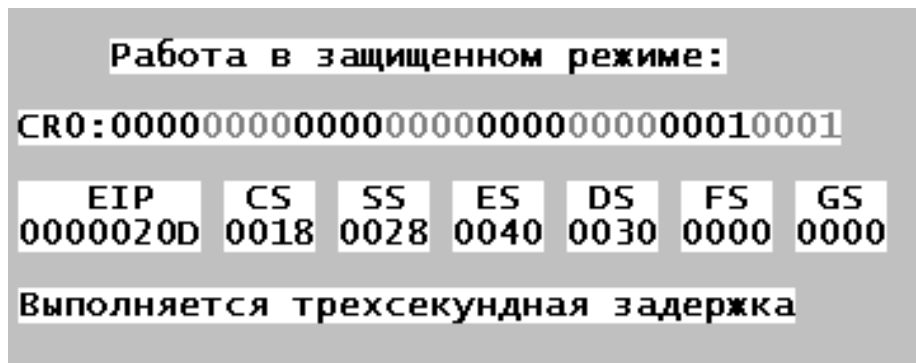 Работа в защищенном режиме:
CR0:00000000000000000000000000010001
EIP CS SS ES DS FS GS
0000020D 0018 0028 0040 0030 0000 0000
Выполняется трехсекундная задержка